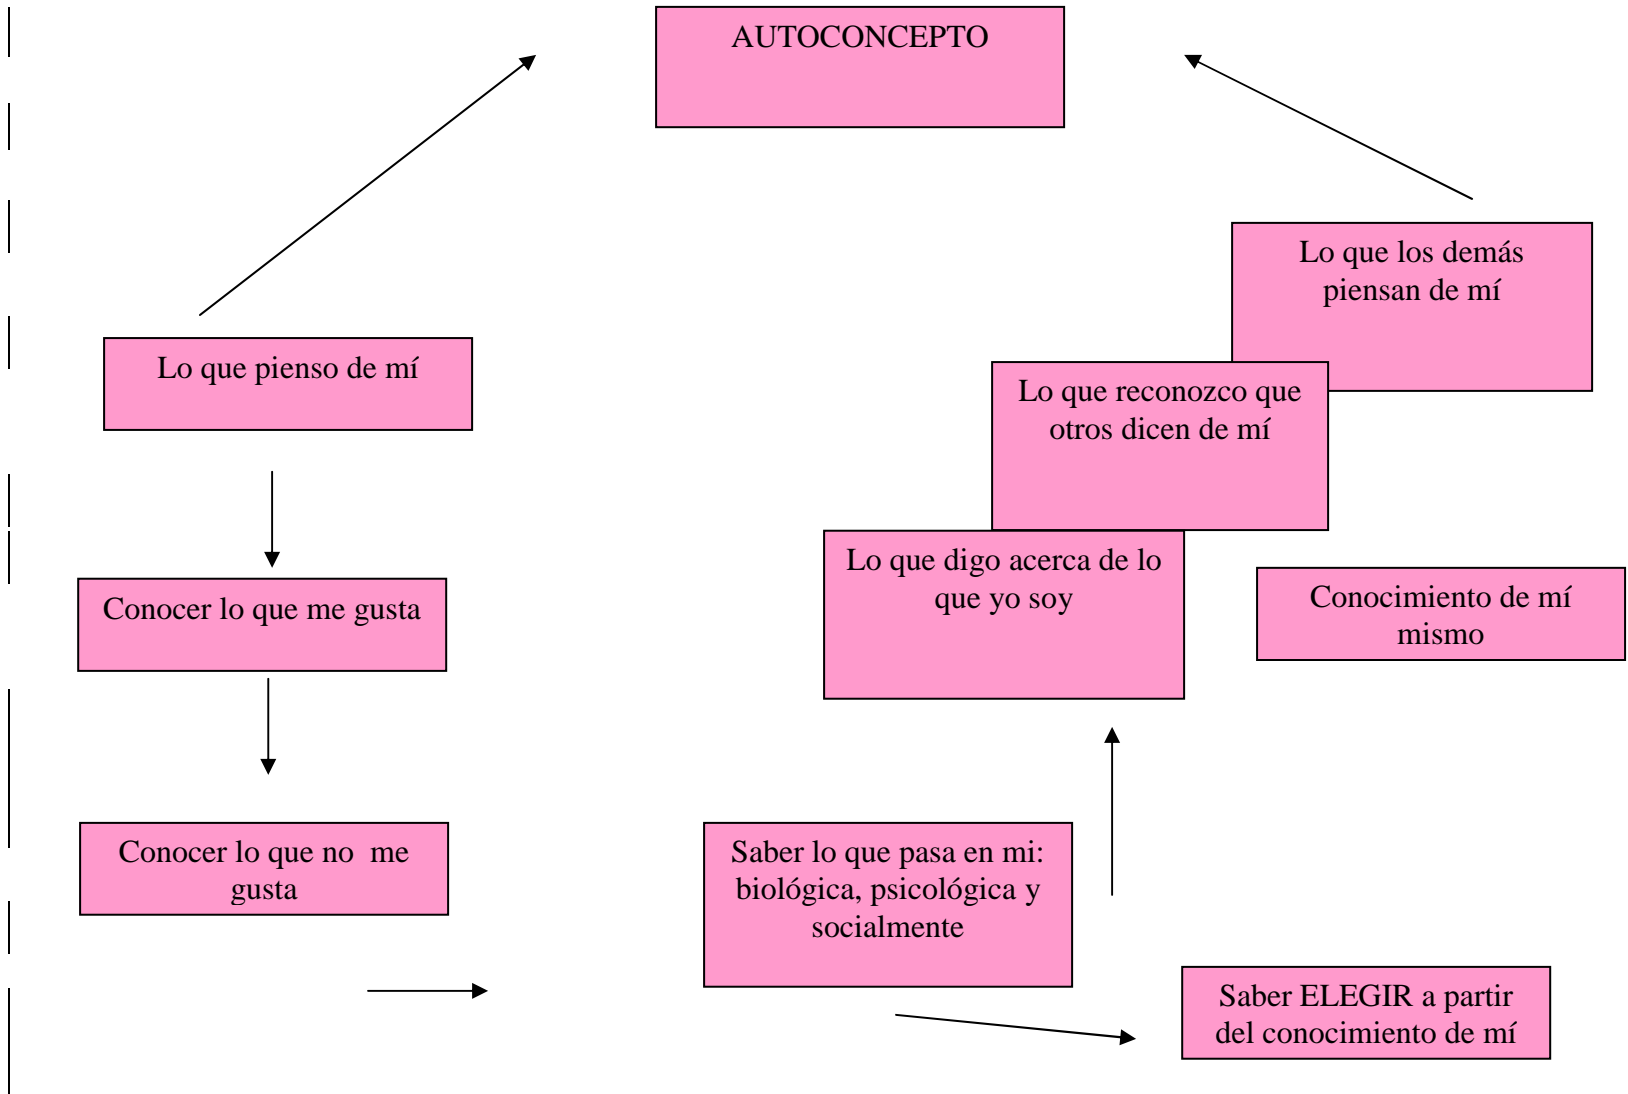 AUTOCONCEPTO
Lo que los demás
piensan de mí
Lo que pienso de mí
Lo que reconozco que
otros dicen de mí
Lo que digo acerca de lo
que yo soy
Conocimiento de mí
mismo
Conocer lo que me gusta
Conocer lo que no  me
gusta
Saber lo que pasa en mi:
biológica, psicológica y
socialmente
Saber ELEGIR a partir
del conocimiento de mí